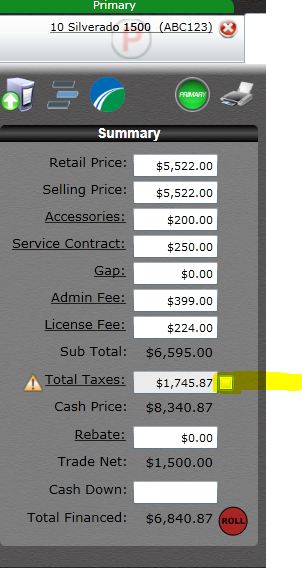 Primary
10 Silverado 1500 (ABC123)
P
PRIMARY
Summary
Retail Price: $5,522.00
Selling Price: $5,522.00
Accessories: $200.00
Service Contract: $250.00
Gap: $0.00
Admin Fee: $399.00
License Fee: $224.00
Sub Total: $6,595.00
Total Taxes: $1,745.87
Cash Price: $8,340.87
Rebate: $0.00
Trade Net: $1,500.00
Cash Down:
Total Financed: $6,840.87 ROLL